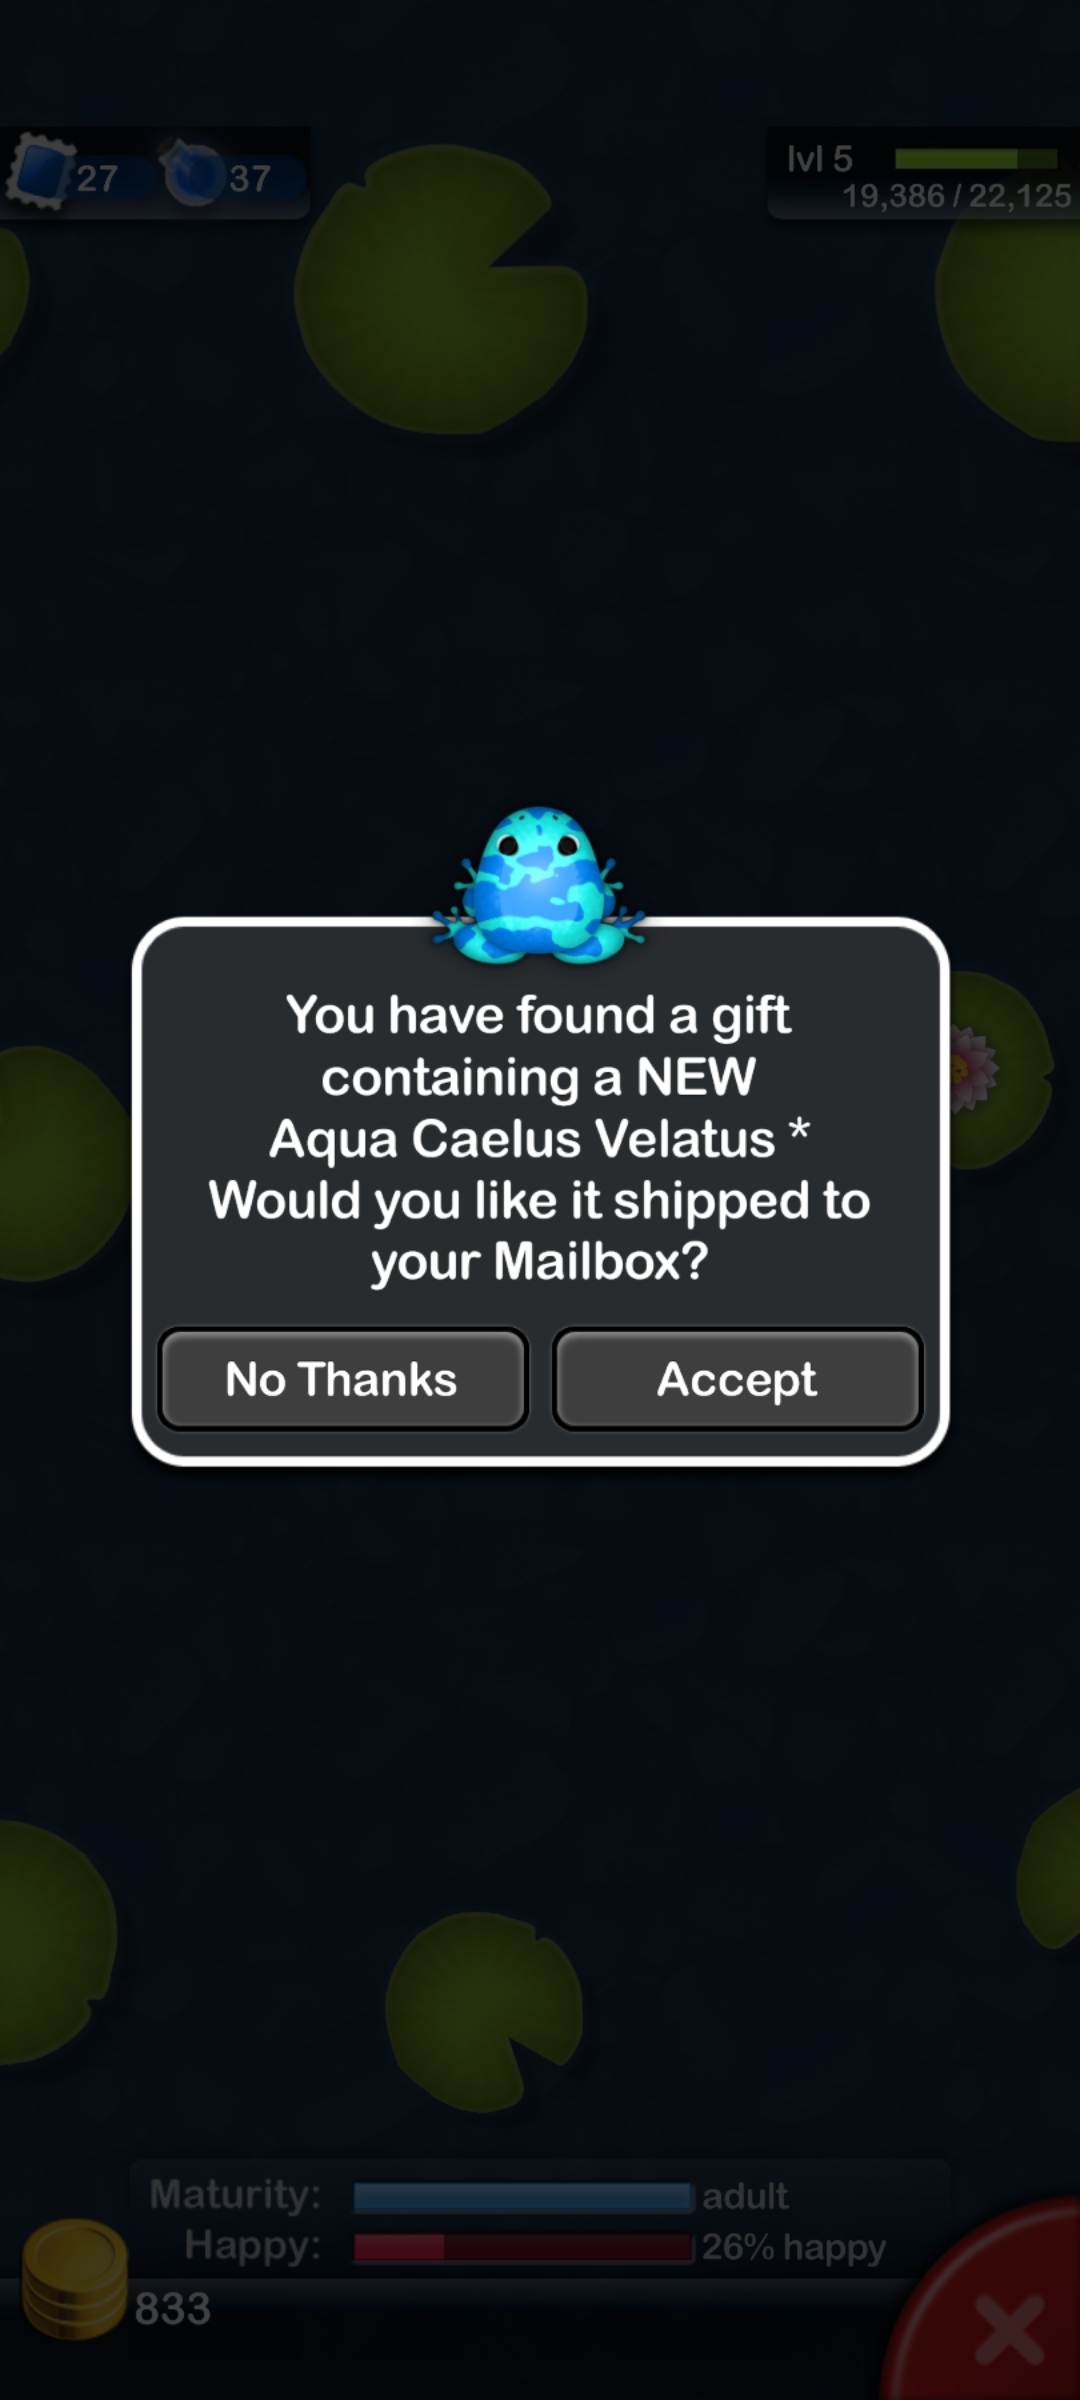 27
37
lvl 5
19,386 / 22,125
You have found a gift
containing a NEW
Aqua Caelus Velatus *
Would you like it shipped to
your Mailbox?
No Thanks
Accept
Maturity:
adult
Happy:
26% happy
833